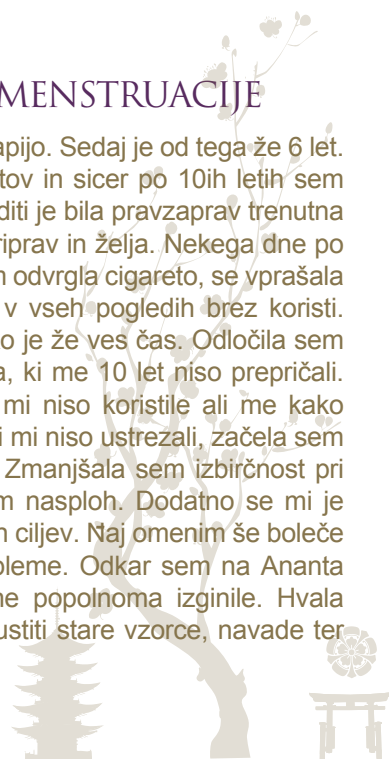 MENSTRUACIJE
apijo. Sedaj je od tega že 6 let.
tov in sicer po 10ih letih sem
diti je bila pravzaprav trenutna
riprav in želja. Nekega dne po
n odvrgla cigareto, se vprašala
v vseh pogledih brez koristi.
o je že ves čas. Odločila sem
a, ki me 10 let niso prepričali.
mi niso koristile ali me kako
i mi niso ustrezali, začela sem
Zmanjšala sem izbirčnost pri
m nasploh. Dodatno se mi je
n ciljev. Naj omenim še boleče
bleme. Odkar sem na Ananta
ne popolnoma izginile. Hvala
ustiti stare vzorce, navade ter